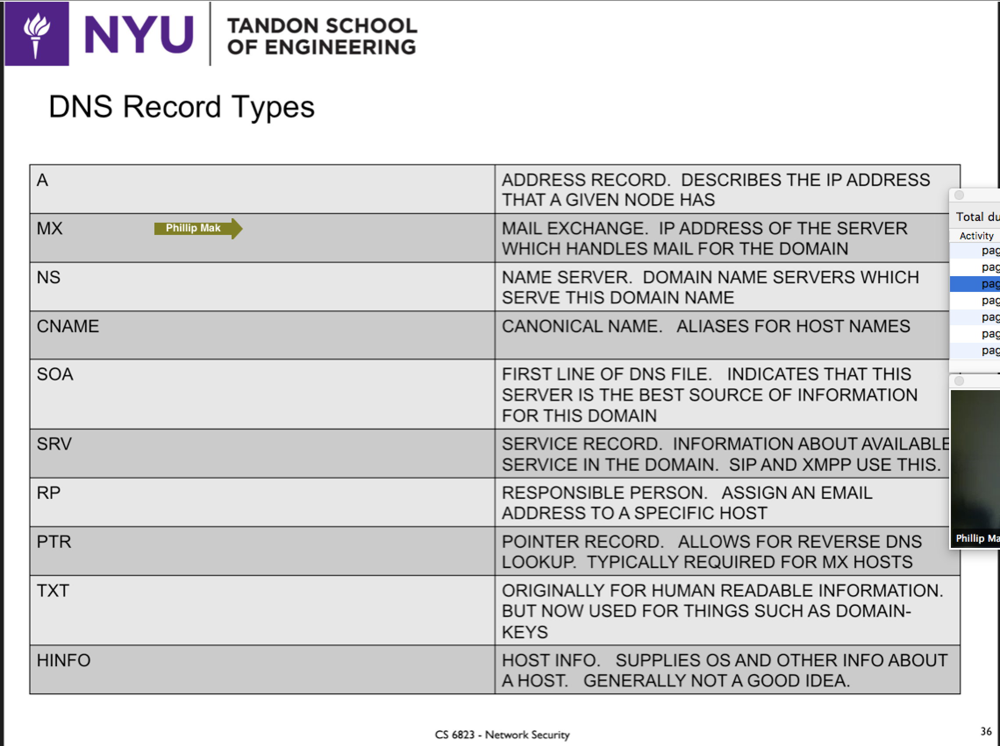 NYU
TANDON SCHOOL
OF ENGINEERING
DNS Record Types
A
ADDRESS RECORD. DESCRIBES THE IP ADDRESS
THAT A GIVEN NODE HAS
MX
Phillip Mak
MAIL EXCHANGE. IP ADDRESS OF THE SERVER
WHICH HANDLES MAIL FOR THE DOMAIN
NS
NAME SERVER. DOMAIN NAME SERVERS WHICH
SERVE THIS DOMAIN NAME
CNAME
CANONICAL NAME. ALIASES FOR HOST NAMES
SOA
FIRST LINE OF DNS FILE. INDICATES THAT THIS
SERVER IS THE BEST SOURCE OF INFORMATION
FOR THIS DOMAIN
SRV
SERVICE RECORD. INFORMATION ABOUT AVAILABLE
SERVICE IN THE DOMAIN. SIP AND XMPP USE THIS.
RP
RESPONSIBLE PERSON. ASSIGN AN EMAIL
ADDRESS TO A SPECIFIC HOST
PTR
POINTER RECORD. ALLOWS FOR REVERSE DNS
LOOKUP. TYPICALLY REQUIRED FOR MX HOSTS
TXT
ORIGINALLY FOR HUMAN READABLE INFORMATION.
BUT NOW USED FOR THINGS SUCH AS DOMAIN-
KEYS
HINFO
HOST INFO. SUPPLIES OS AND OTHER INFO ABOUT
A HOST. GENERALLY NOT A GOOD IDEA.
Total du
Activity
pag
pag
pag
pag
pag
pag
pag
Phillip Ma
CS 6823 - Network Security
36